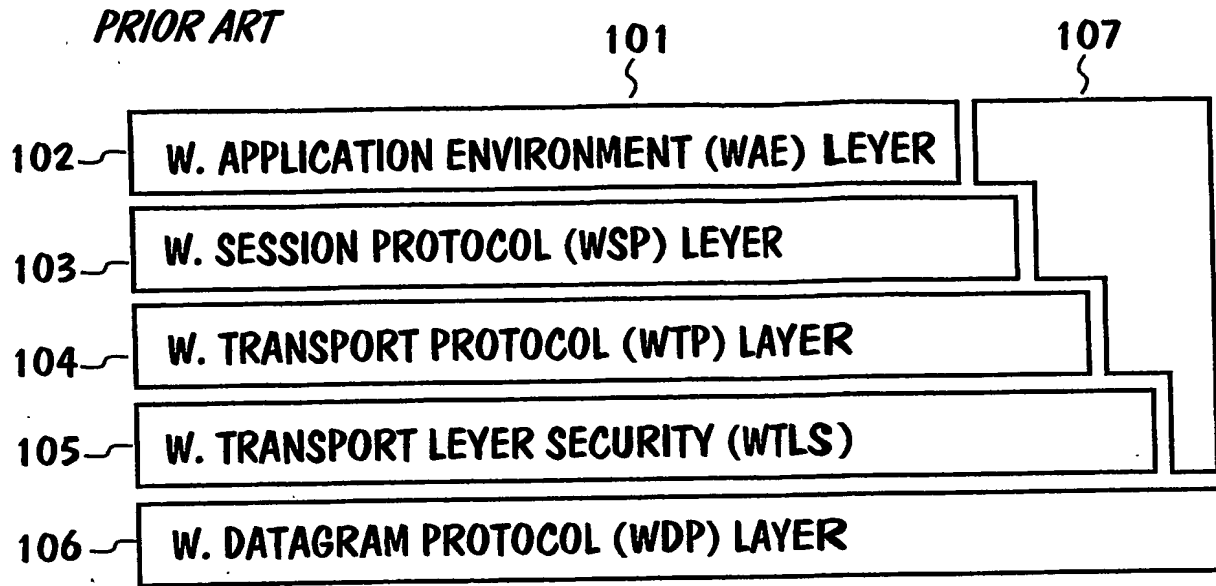 PRIOR ART
101
107
102 W. APPLICATION ENVIRONMENT (WAE) LEYER
103 W. SESSION PROTOCOL (WSP) LEYER
104 W. TRANSPORT PROTOCOL (WTP) LAYER
105 W. TRANSPORT LEYER SECURITY (WTLS)
106 W. DATAGRAM PROTOCOL (WDP) LAYER